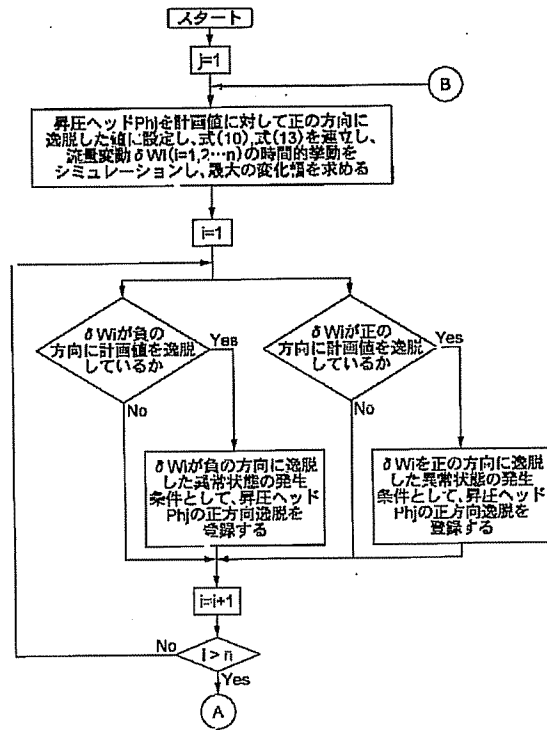 スタート
j=1
B
昇圧ヘッドPhjを計画値に対して正の方向に
逸脱した値に設定し、式(10)、式(13)を連立し、
流量変動δWi(i=1,2…n)の時間的挙動を
シミュレーションし、最大の変化幅を求める
i=1
δWiが負の
方向に計画値を逸脱
しているか
Yes
No
δWiが正の
方向に計画値を逸脱
しているか
Yes
No
δWiが負の方向に逸脱
した異常状態の発生
条件として、昇圧ヘッド
Phjの正方向逸脱を
登録する
δWiを正の方向に逸脱
した異常状態の発生
条件として、昇圧ヘッド
Phjの正方向逸脱を
登録する
i=i+1
No
i>n
Yes
A